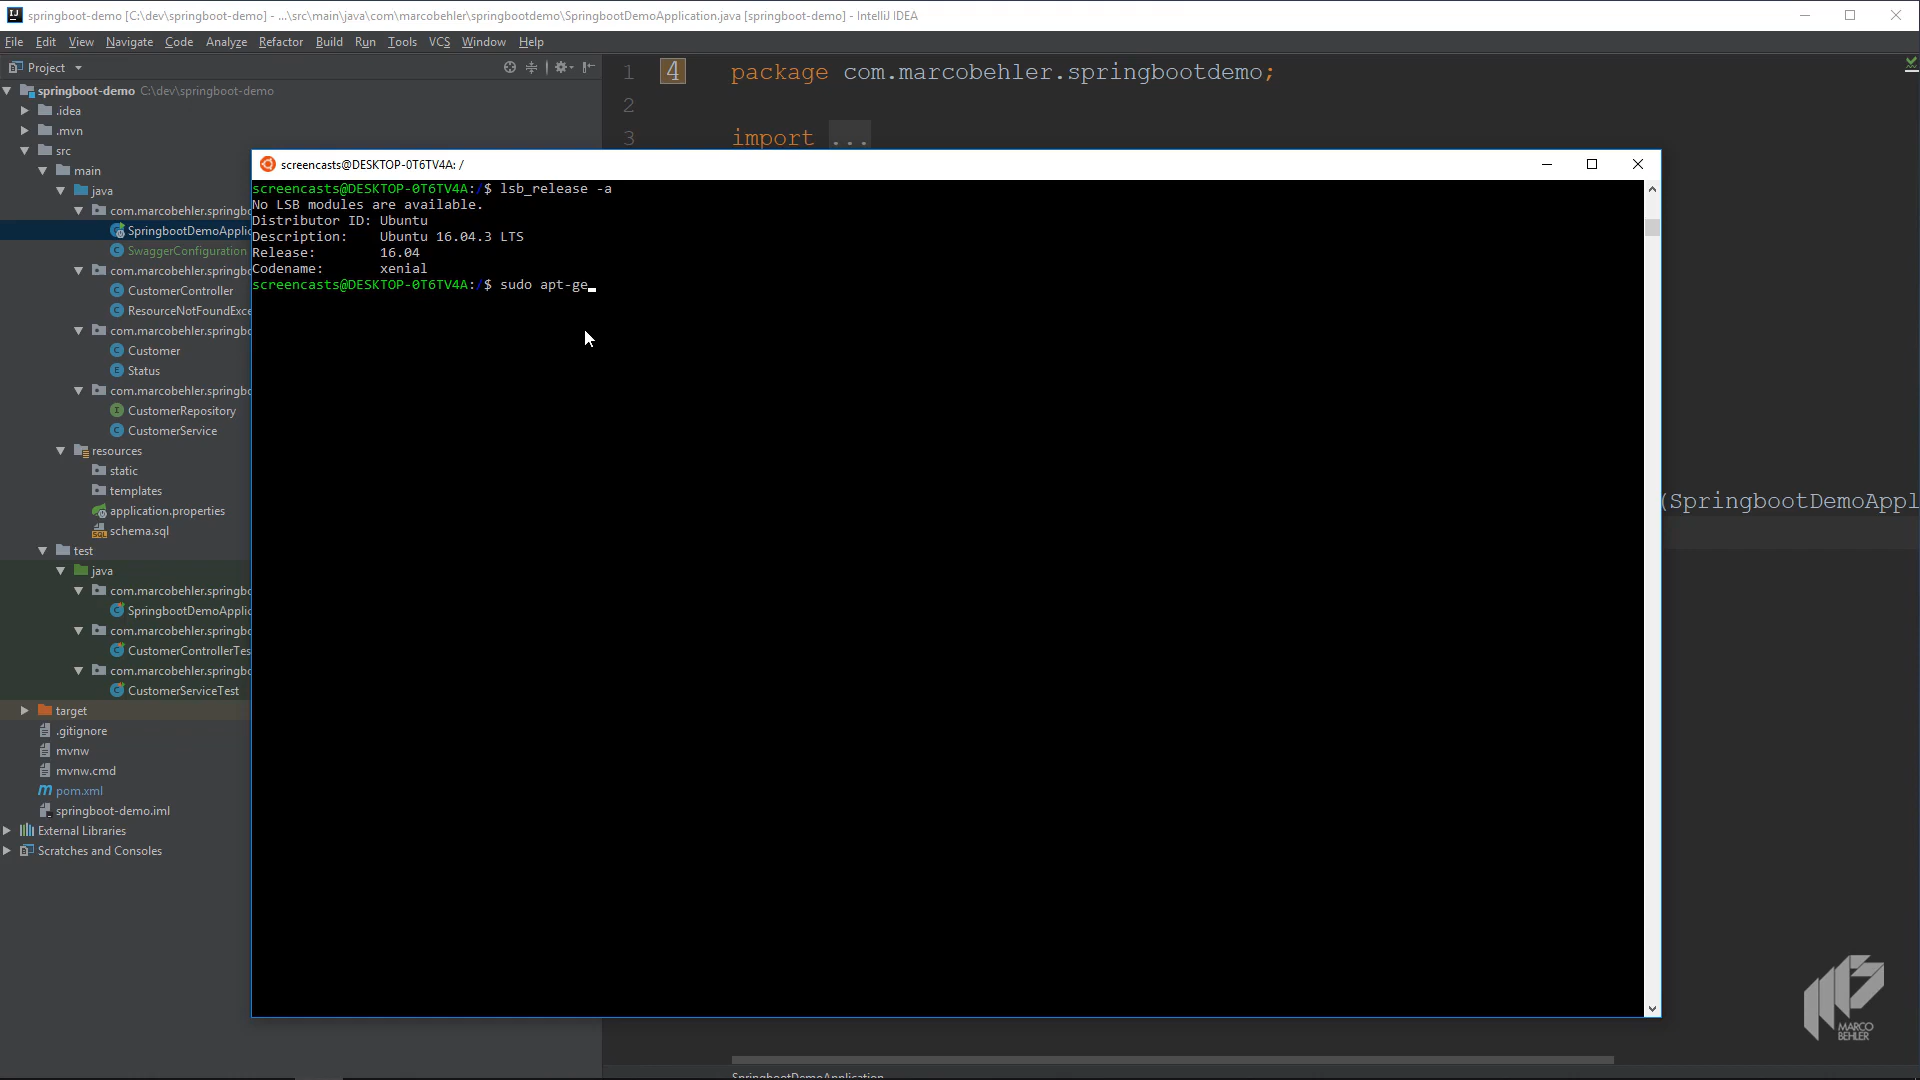 springboot-demo [C:\dev\springboot-demo] - ...\src\main\java\com\marcobehler\springbootdemo\SpringbootDemoApplication.java [springboot-demo] - IntelliJ IDEA
File Edit View Navigate Code Analyze Refactor Build Run Tools VCS Window Help
Project
springboot-demo C:\dev\springboot-demo
.idea
.mvn
src
main
java
com.marcobehler.springbo
SpringbootDemoApplic
SwaggerConfiguration
com.marcobehler.springbo
CustomerController
ResourceNotFoundExce
com.marcobehler.springbo
Customer
Status
com.marcobehler.springbo
CustomerRepository
CustomerService
resources
static
templates
application.properties
schema.sql
test
java
com.marcobehler.springbo
SpringbootDemoApplic
com.marcobehler.springbo
CustomerControllerTes
com.marcobehler.springbo
CustomerServiceTest
target
.gitignore
mvnw
mvnw.cmd
pom.xml
springboot-demo.iml
External Libraries
Scratches and Consoles
1 4 package com.marcobehler.springbootdemo;
2
3 import ...
(SpringbootDemoAppl
screencasts@DESKTOP-0T6TV4A: /
screencasts@DESKTOP-0T6TV4A:/$ lsb_release -a
No LSB modules are available.
Distributor ID: Ubuntu
Description: Ubuntu 16.04.3 LTS
Release: 16.04
Codename: xenial
screencasts@DESKTOP-0T6TV4A:/$ sudo apt-ge
SpringbootDemoApplication
MARCO
BEHLER